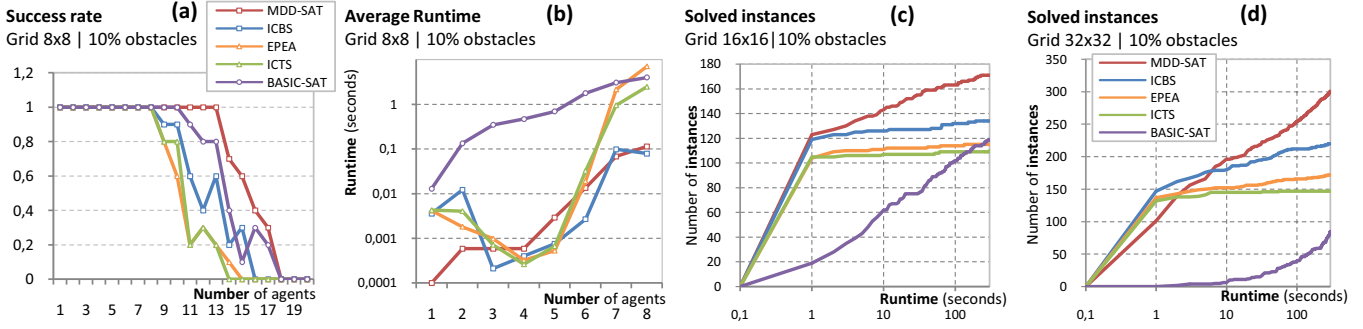 Success rate
(a)
Grid 8x8 | 10% obstacles
MDD-SAT
ICBS
EPEA
ICTS
BASIC-SAT
1,2
1
0,8
0,6
0,4
0,2
0
Number of agents
1 3 5 7 9 11 13 15 17 19
Average Runtime
(b)
Grid 8x8 | 10% obstacles
Runtime (seconds)
1
0,1
0,01
0,001
0,0001
Number of agents
1 2 3 4 5 6 7 8
Solved instances
(c)
Grid 16x16|10% obstacles
Number of instances
180
160
140
120
100
80
60
40
20
0
Runtime (seconds)
0,1 1 10 100
Solved instances
(d)
Grid 32x32 | 10% obstacles
MDD-SAT
ICBS
EPEA
ICTS
BASIC-SAT
Number of instances
350
300
250
200
150
100
50
0
Runtime (seconds)
0,1 1 10 100